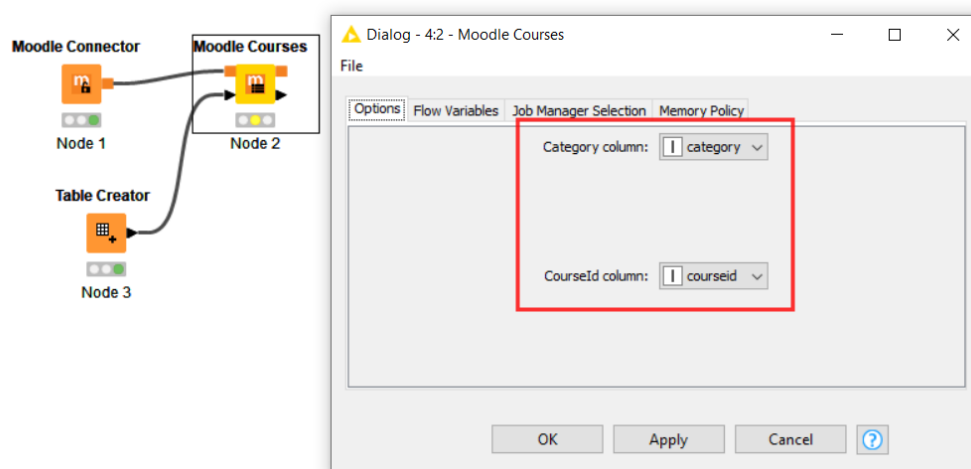 Moodle Connector
Moodle Courses
m
m
Node 1
Node 2
Table Creator
Node 3
Dialog - 4:2 - Moodle Courses
File
Options
Flow Variables
Job Manager Selection
Memory Policy
Category column:
I category
CourseId column:
I courseid
OK
Apply
Cancel
?